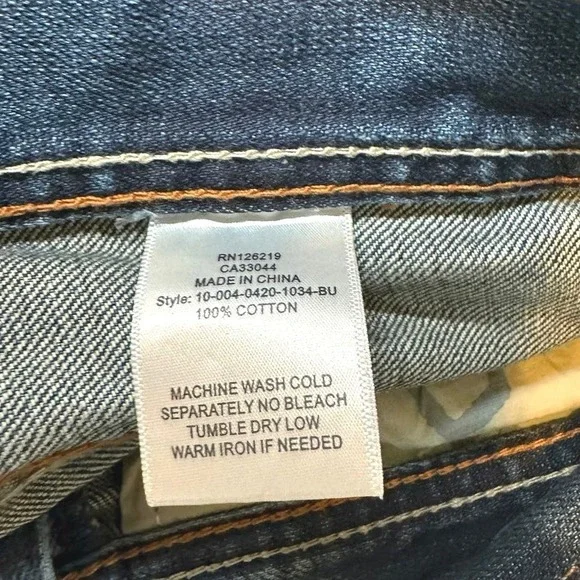 RN126219
CA33044
MADE IN CHINA
Style: 10-004-0420-1034-BU
100% COTTON
MACHINE WASH COLD
SEPARATELY NO BLEACH
TUMBLE DRY LOW
WARM IRON IF NEEDED